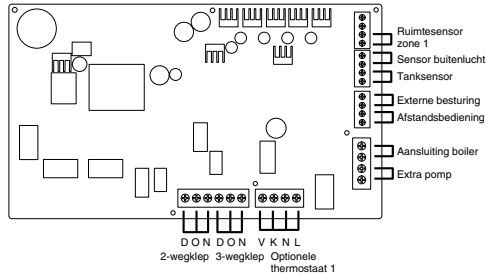 Ruimtesensor
zone 1
Sensor buitenlucht
Tanksensor
Externe besturing
Afstandsbediening
Aansluiting boiler
Extra pomp
D O N D O N V K N L
2-wegklep 3-wegklep Optionele
thermostaat 1